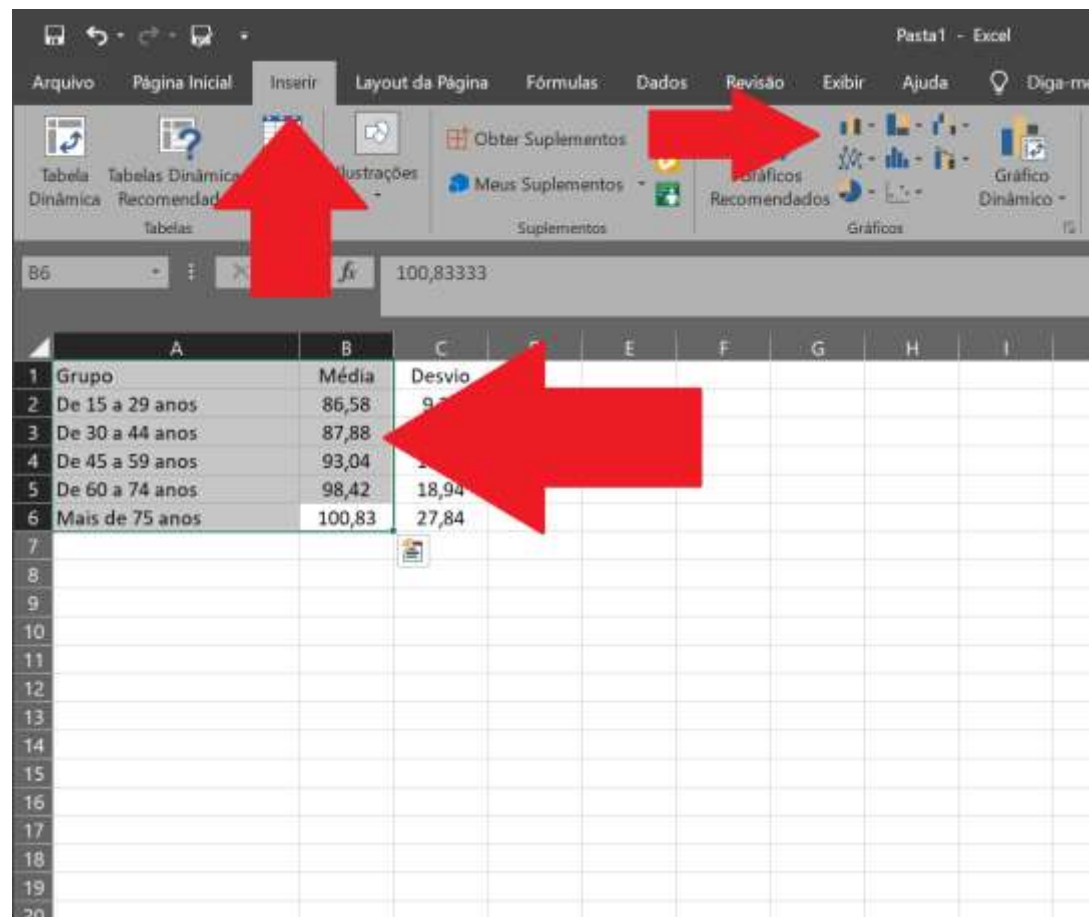 Pasta1 - Excel
Arquivo Página Inicial Inserir Layout da Página Fórmulas Dados Revisão Exibir Ajuda
Tabela Dinâmica
Tabelas Dinâmicas
Tabelas
Ilustrações
Obter Suplementos
Meus Suplementos
Suplementos
Gráficos Recomendados
Gráficos
Gráfico Dinâmico
B6 fx 100,83333
A B C E F G H I
1 Grupo Média Desvio
2 De 15 a 29 anos 86,58
3 De 30 a 44 anos 87,88
4 De 45 a 59 anos 93,04
5 De 60 a 74 anos 98,42 18,94
6 Mais de 75 anos 100,83 27,84
7
8
9
10
11
12
13
14
15
16
17
18
19
20